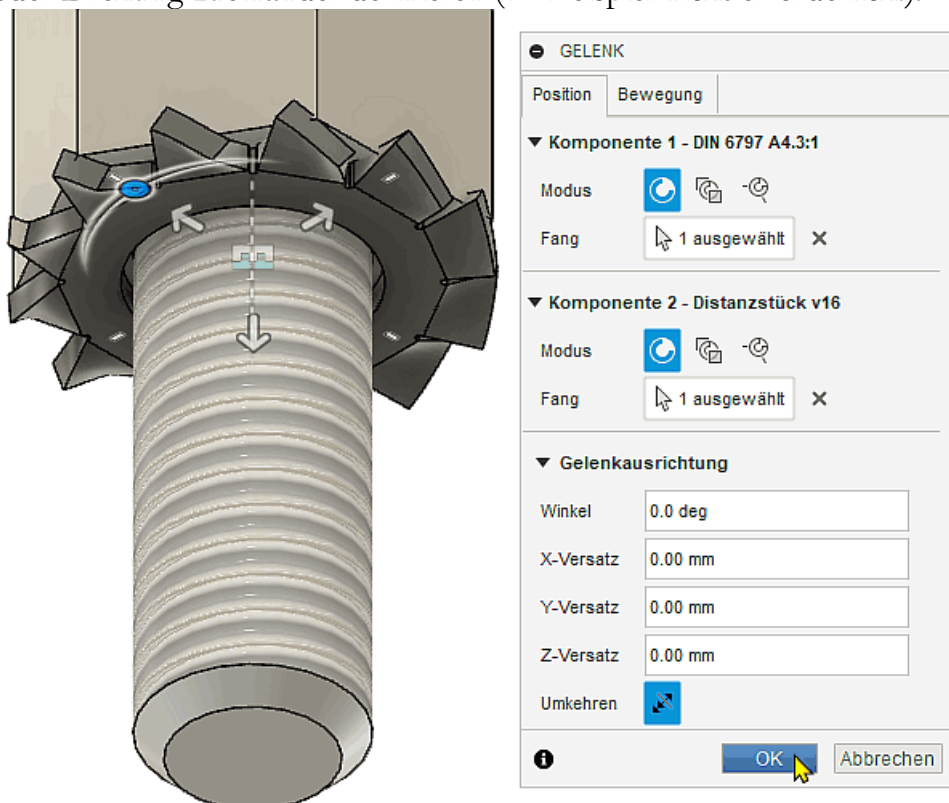 GELENK
Position Bewegung
Komponente 1 - DIN 6797 A4.3:1
Modus
Fang 1 ausgewählt
Komponente 2 - Distanzstück v16
Modus
Fang 1 ausgewählt
Gelenkausrichtung
Winkel 0.0 deg
X-Versatz 0.00 mm
Y-Versatz 0.00 mm
Z-Versatz 0.00 mm
Umkehren
OK Abbrechen